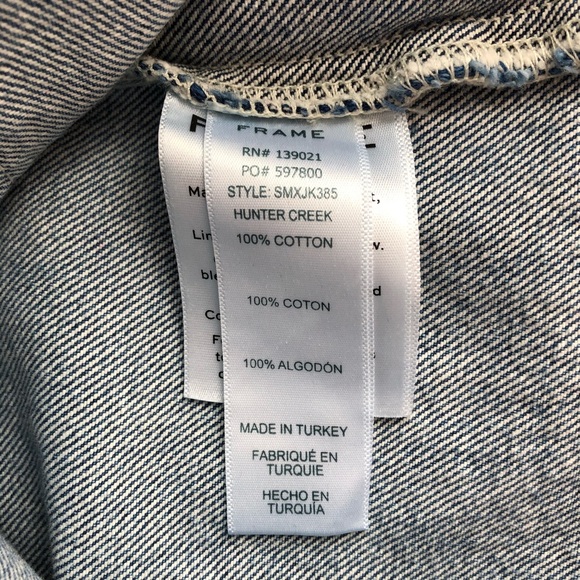 FRAME
RN# 139021
PO# 597800
STYLE: SMXJK385
HUNTER CREEK
100% COTTON
100% COTON
100% ALGODÓN
MADE IN TURKEY
FABRIQUÉ EN
TURQUIE
HECHO EN
TURQUÍA